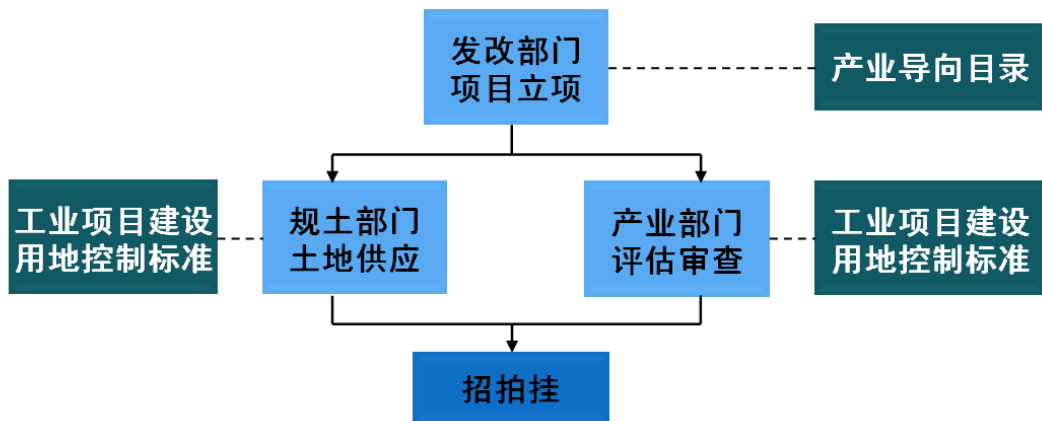 发改部门
项目立项
产业导向目录
工业项目建设
用地控制标准
规土部门
土地供应
产业部门
评估审查
工业项目建设
用地控制标准
招拍挂